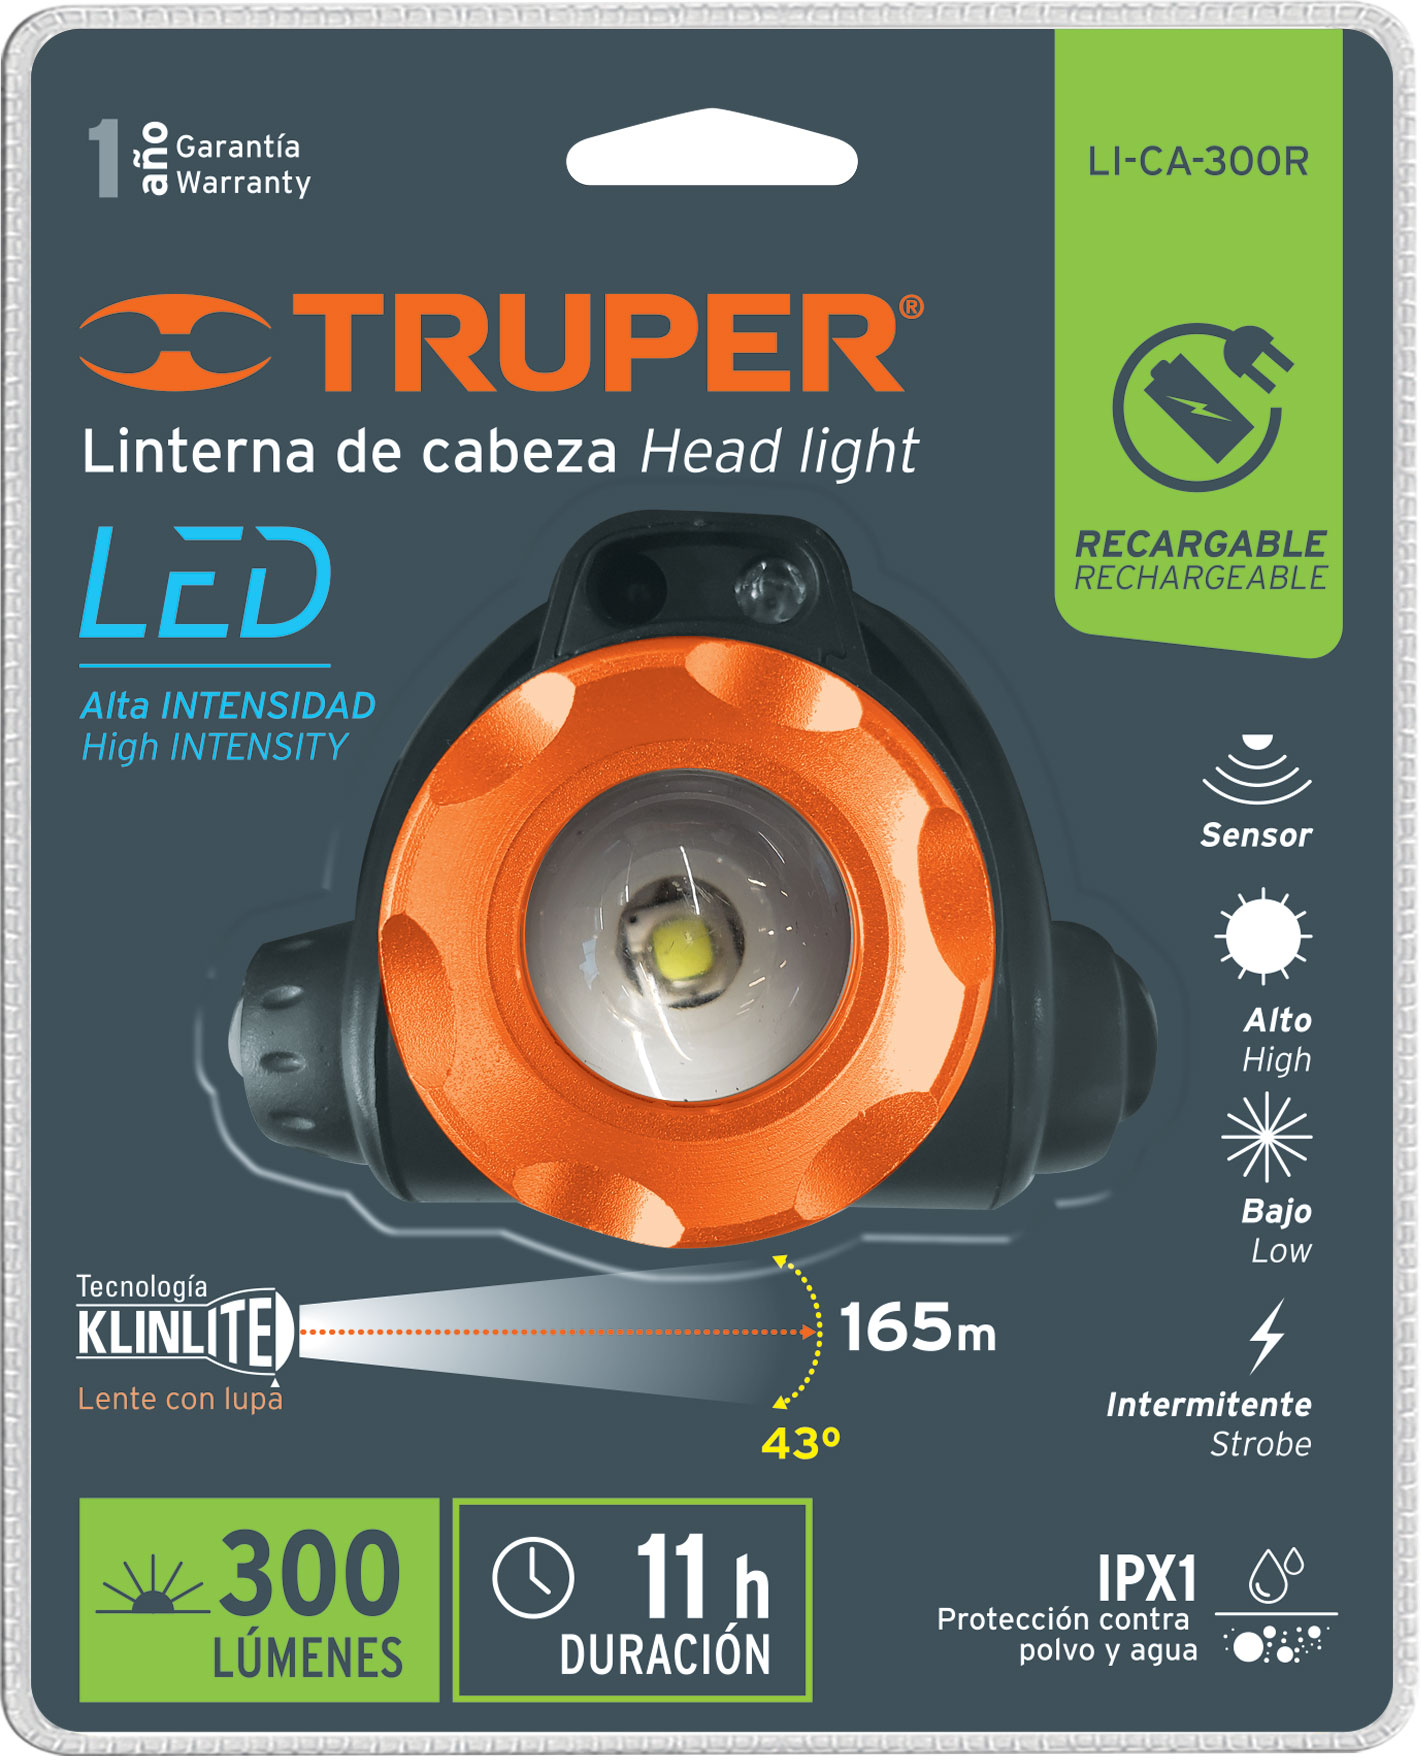 1 año Garantía
Warranty
LI-CA-300R
TRUPER®
Linterna de cabeza Head light
LED
Alta INTENSIDAD
High INTENSITY
RECARGABLE
RECHARGEABLE
Sensor
Alto
High
Bajo
Low
Intermitente
Strobe
Tecnología
KLINLITE
Lente con lupa
165m
43º
300
LÚMENES
11 h
DURACIÓN
IPX1
Protección contra
polvo y agua